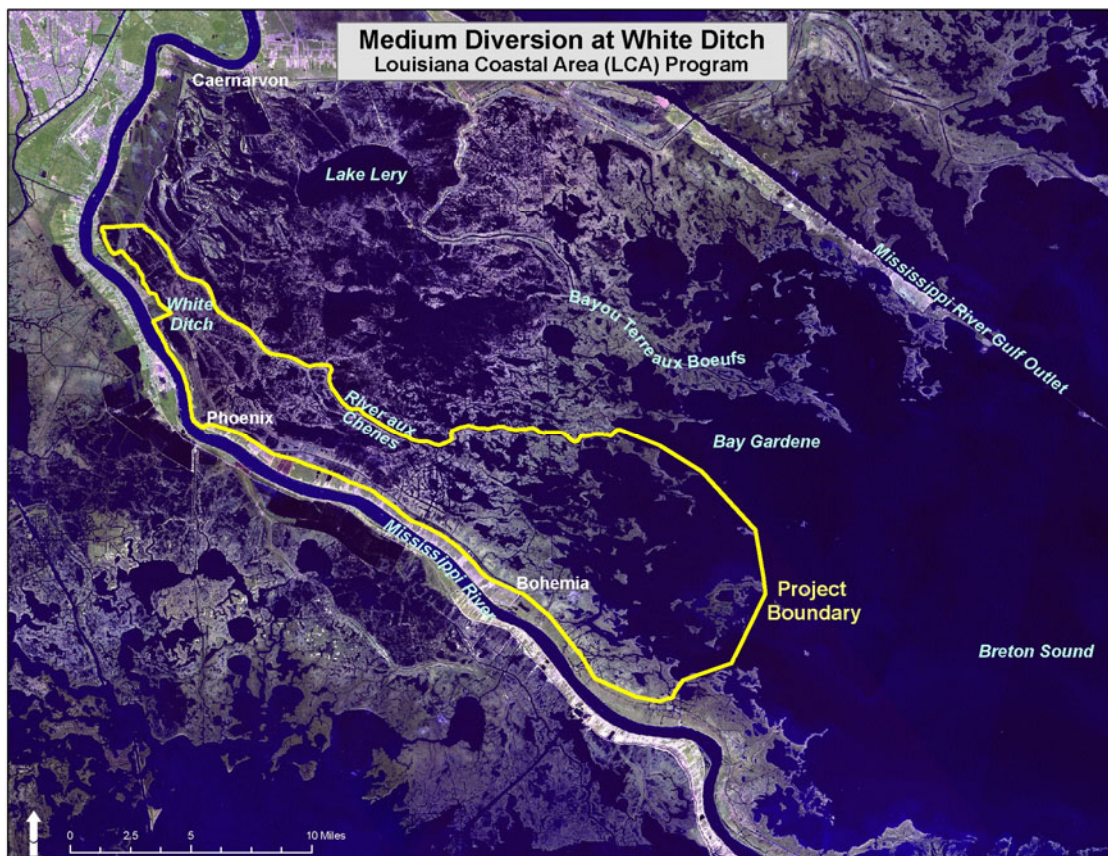 Medium Diversion at White Ditch
Louisiana Coastal Area (LCA) Program
Caernarvon
Lake Lery
Mississippi River Gulf Outlet
White
Ditch
Bayou Terreaux Boeufs
River aux
Chenes
Phoenix
Bay Gardene
Mississippi River
Bohemia
Project
Boundary
Breton Sound
0 2.5 5 10 Miles